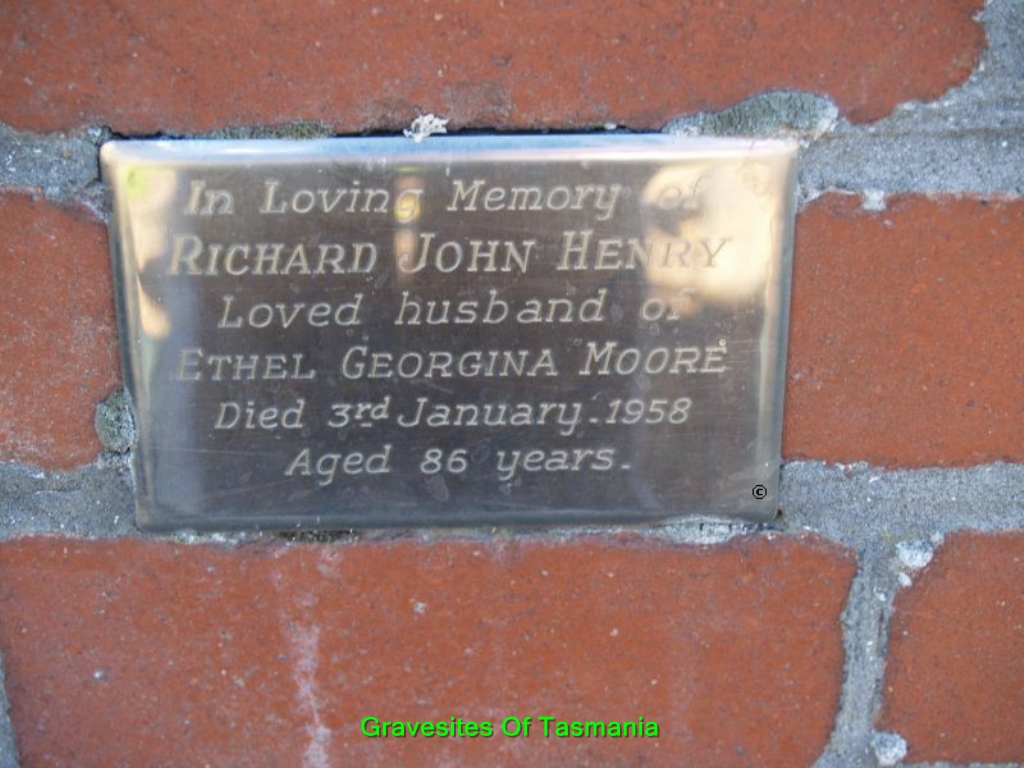 In Loving Memory of
RICHARD JOHN HENRY
Loved husband of
ETHEL GEORGINA MOORE
Died 3rd January.1958
Aged 86 years.
©
Gravesites Of Tasmania